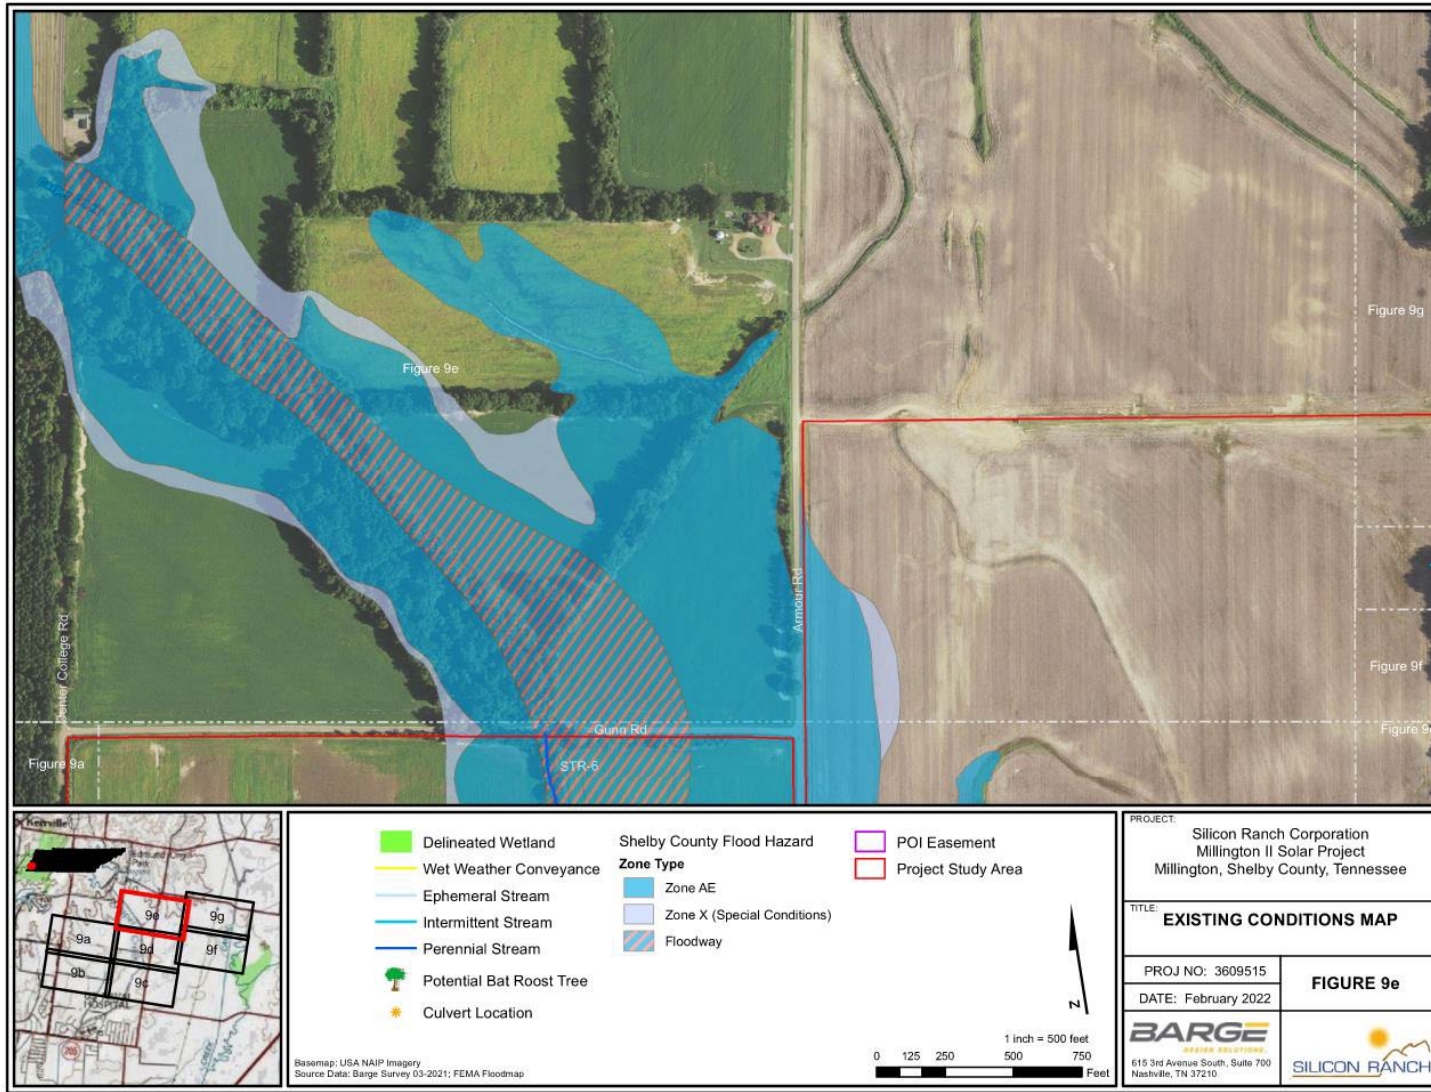 Figure 9g
Figure 9e
Armour Rd
Center College Rd
Figure 9f
Gunn Rd
Figure 9a
STR-6
Kerrville
9e
9g
9a
9d
9f
9b
9c
HOSPITAL
205
Delineated Wetland
Wet Weather Conveyance
Ephemeral Stream
Intermittent Stream
Perennial Stream
Potential Bat Roost Tree
Culvert Location
Shelby County Flood Hazard
Zone Type
Zone AE
Zone X (Special Conditions)
Floodway
POI Easement
Project Study Area
N
1 inch = 500 feet
0 125 250 500 750
Feet
Basemap: USA NAIP Imagery
Source Data: Barge Survey 03-2021; FEMA Floodmap
PROJECT:
Silicon Ranch Corporation
Millington II Solar Project
Millington, Shelby County, Tennessee
TITLE:
EXISTING CONDITIONS MAP
PROJ NO: 3609515
DATE: February 2022
FIGURE 9e
BARGE
DESIGN SOLUTIONS.
615 3rd Avenue South, Suite 700
Nashville, TN 37210
SILICON RANCH